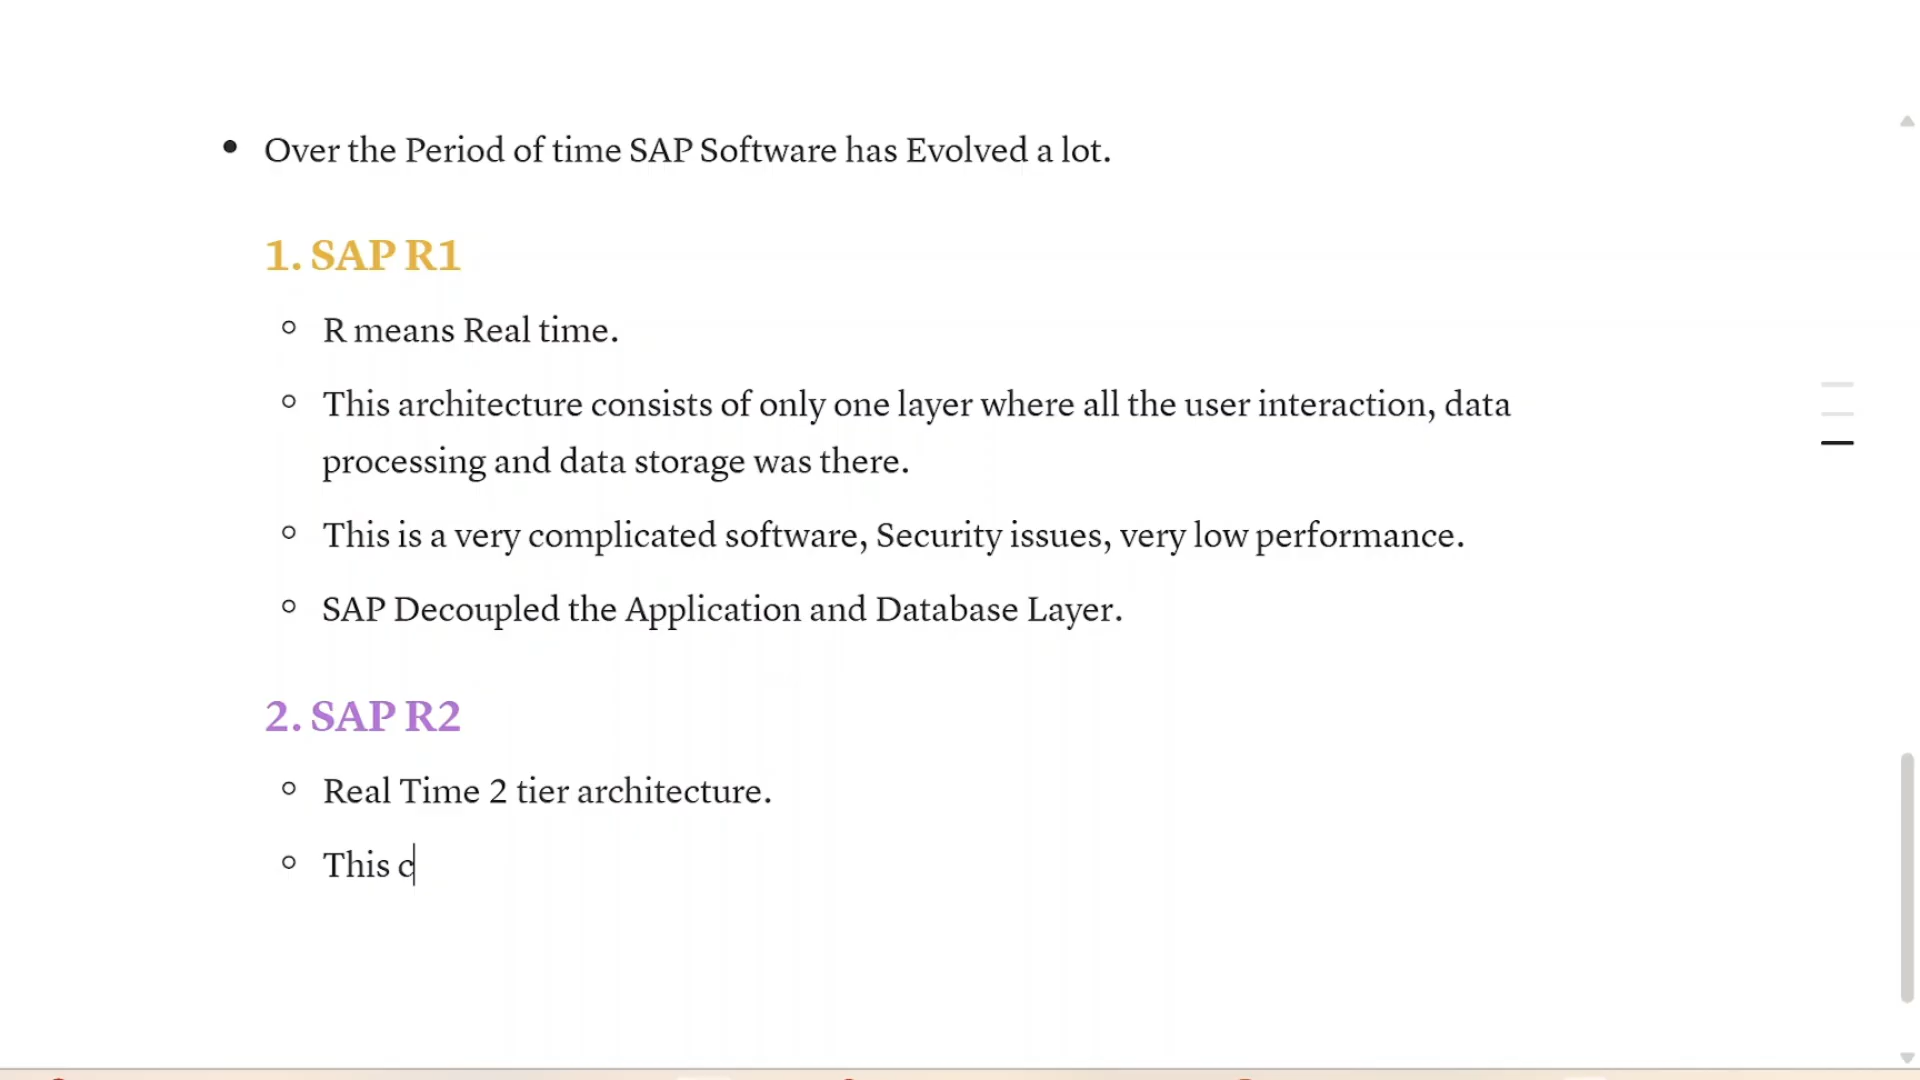 Over the Period of time SAP Software has Evolved a lot.
1. SAP R1
R means Real time.
This architecture consists of only one layer where all the user interaction, data
processing and data storage was there.
This is a very complicated software, Security issues, very low performance.
SAP Decoupled the Application and Database Layer.
2. SAP R2
Real Time 2 tier architecture.
This c